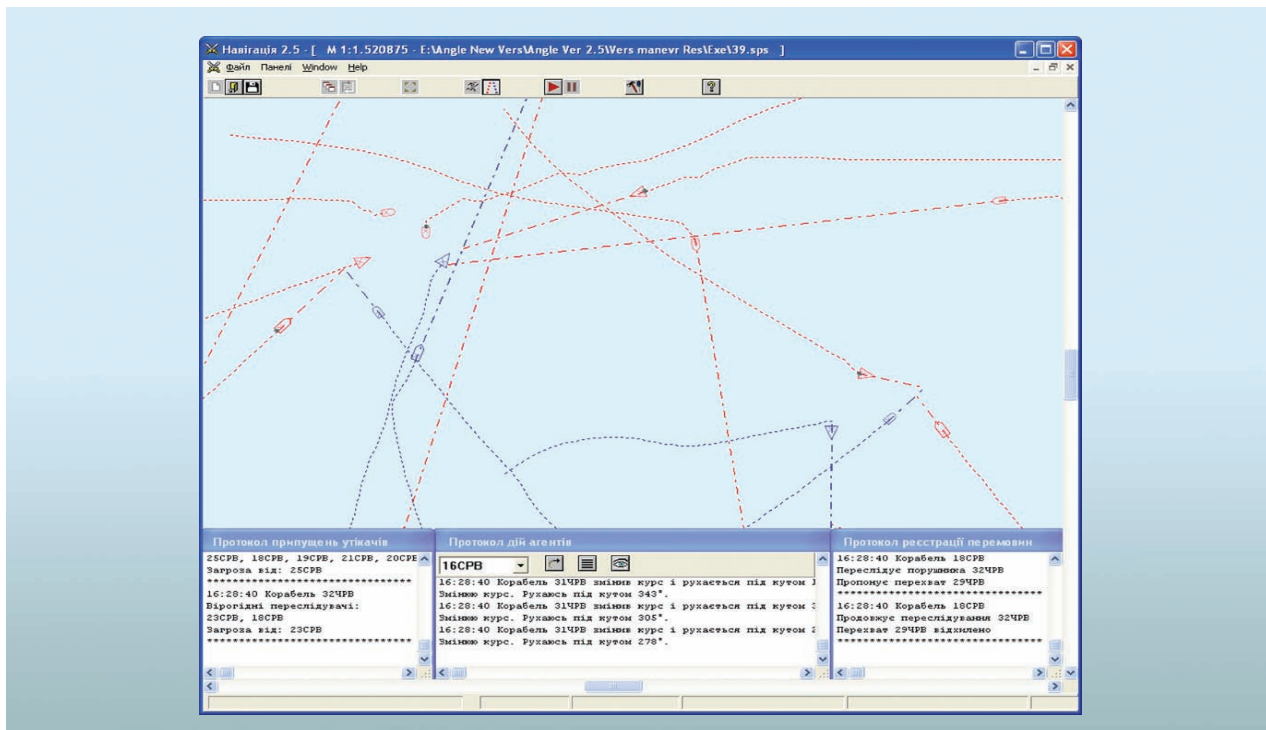 Навігація 2.5 - [ М 1:1.520875 - E:\Angle New Vers\Angle Ver 2.5\Vers manevr Res\Exe\39.sps ]
Файл Панелі Window Help
Протокол припущень утікачів
25СРВ, 18СРВ, 19СРВ, 21СРВ, 20СРВ
Загроза від: 25СРВ
********************************
16:28:40 Корабель 32ЧРВ
Вірогідні переслідувачі:
23СРВ, 18СРВ
Загроза від: 23СРВ
********************************
Протокол дій агентів
16СРВ
16:28:40 Корабель 31ЧРВ змінив курс і рухається під кутом
Змінюю курс. Рухаюсь під кутом 343°.
16:28:40 Корабель 31ЧРВ змінив курс і рухається під кутом 3
Змінюю курс. Рухаюсь під кутом 305°.
16:28:40 Корабель 31ЧРВ змінив курс і рухається під кутом 2
Змінюю курс. Рухаюсь під кутом 278°.
Протокол реєстрації перемовин
16:28:40 Корабель 18СРВ
Переслідує порушника 32ЧРВ
Пропонує перехват 29ЧРВ
********************************
16:28:40 Корабель 18СРВ
Продовжує переслідування 32ЧРВ
Перехват 29ЧРВ відхилено
********************************